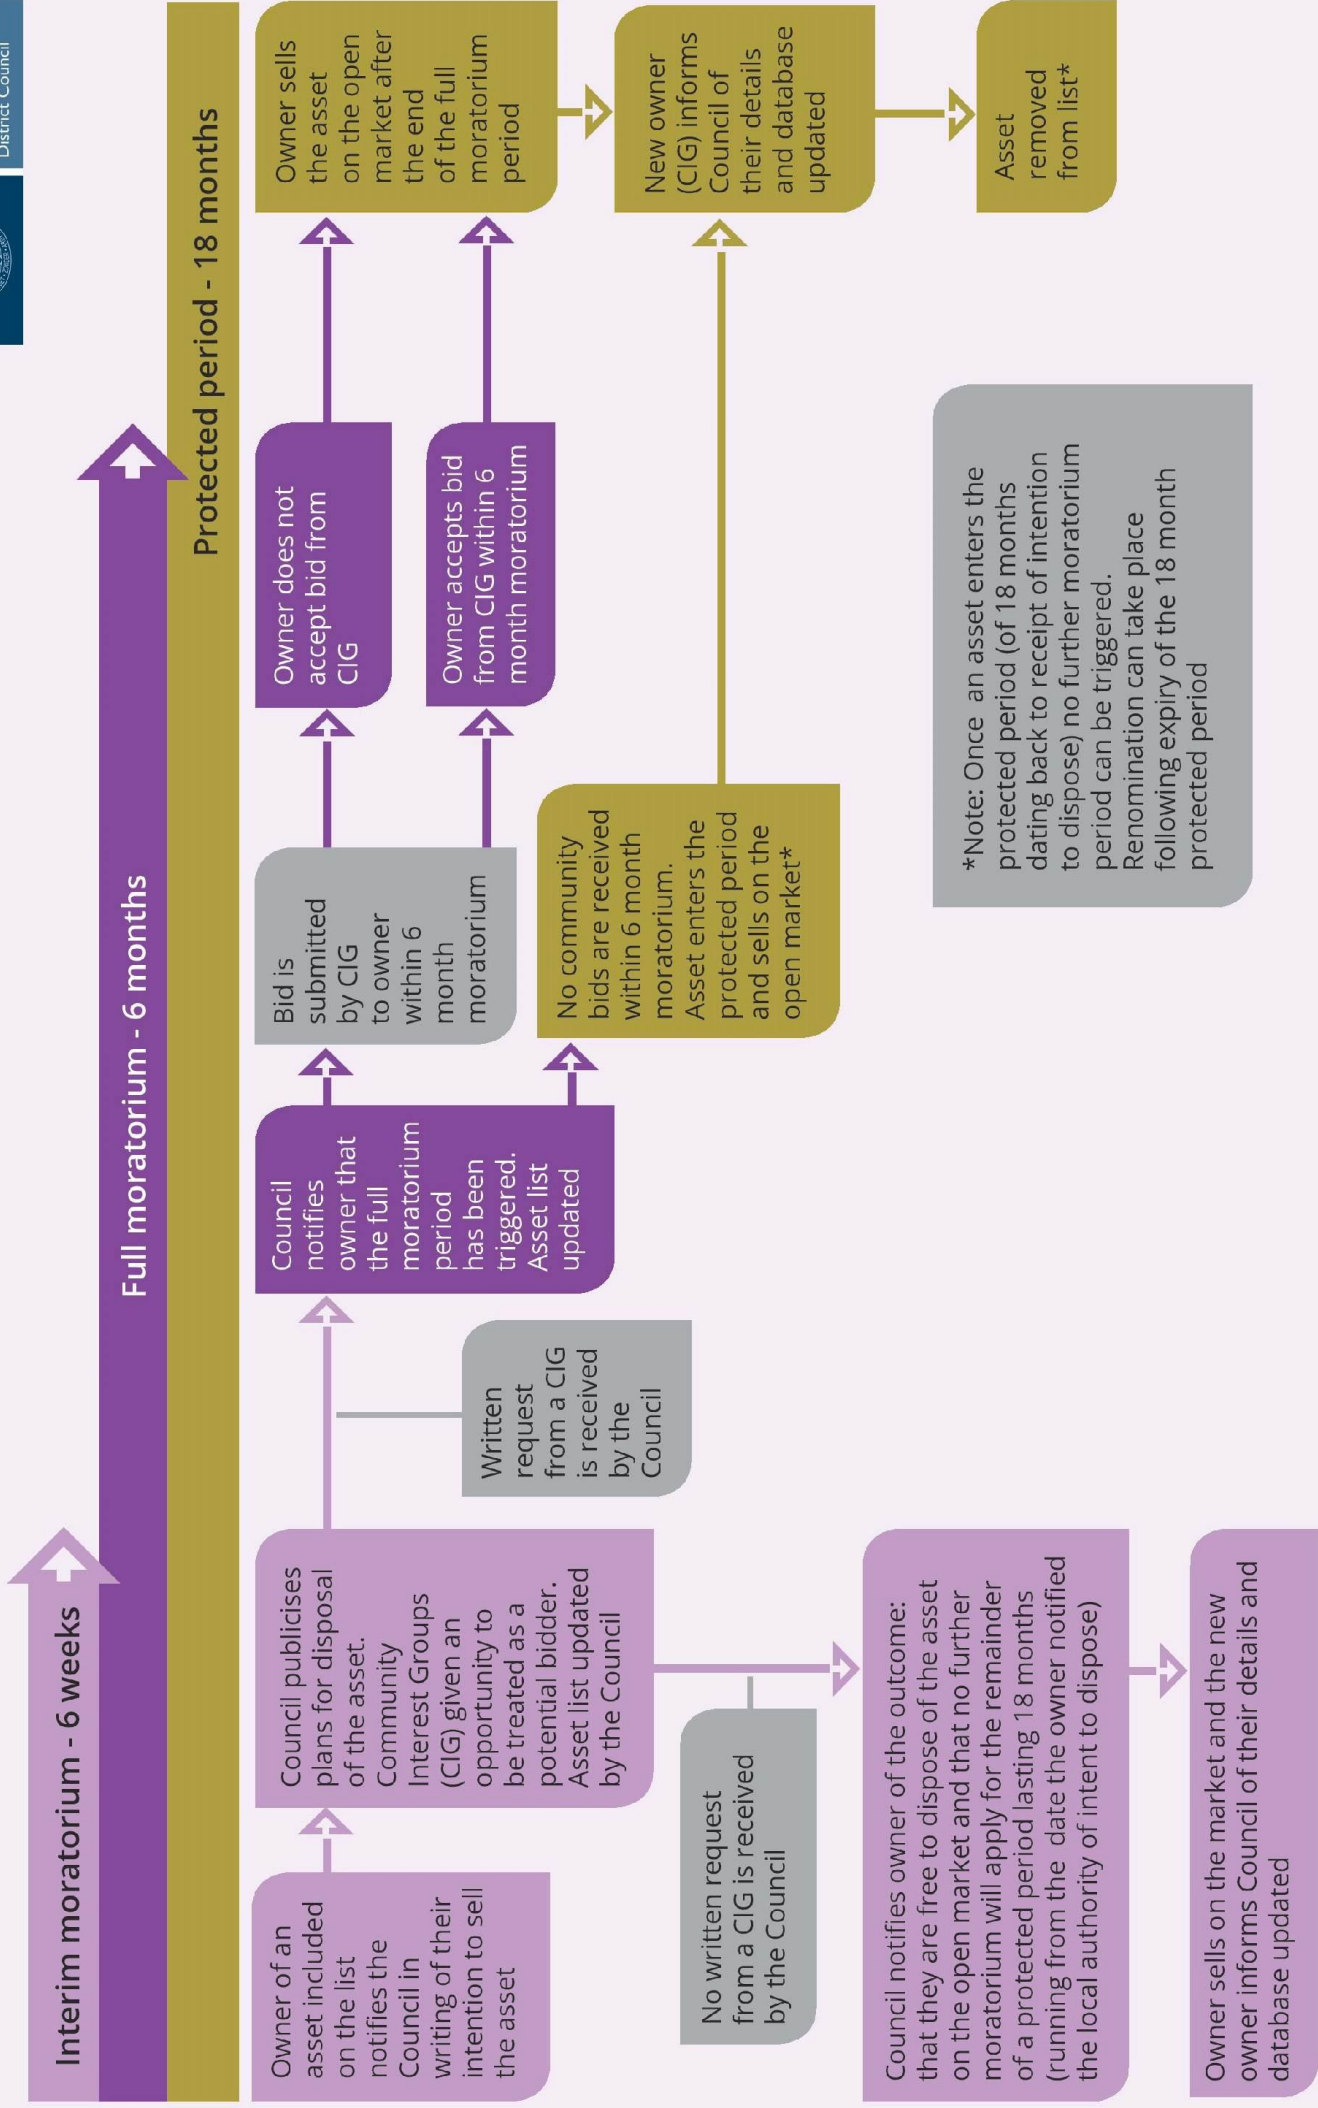 District Council
Interim moratorium - 6 weeks
Full moratorium - 6 months
Protected period - 18 months
Owner of an
asset included
on the list
notifies the
Council in
writing of their
intention to sell
the asset
Council publicises
plans for disposal
of the asset.
Community
Interest Groups
(CIG) given an
opportunity to
be treated as a
potential bidder.
Asset list updated
by the Council
Written
request
from a CIG
is received
by the
Council
Council
notifies
owner that
the full
moratorium
period
has been
triggered.
Asset list
updated
Bid is
submitted
by CIG
to owner
within 6
month
moratorium
Owner does not
accept bid from
CIG
Owner accepts bid
from CIG within 6
month moratorium
Owner sells
the asset
on the open
market after
the end
of the full
moratorium
period
No community
bids are received
within 6 month
moratorium.
Asset enters the
protected period
and sells on the
open market*
New owner
(CIG) informs
Council of
their details
and database
updated
Asset
removed
from list*
No written request
from a CIG is received
by the Council
Council notifies owner of the outcome:
that they are free to dispose of the asset
on the open market and that no further
moratorium will apply for the remainder
of a protected period lasting 18 months
(running from the date the owner notified
the local authority of intent to dispose)
Owner sells on the market and the new
owner informs Council of their details and
database updated
*Note: Once an asset enters the
protected period (of 18 months
dating back to receipt of intention
to dispose) no further moratorium
period can be triggered.
Renomination can take place
following expiry of the 18 month
protected period